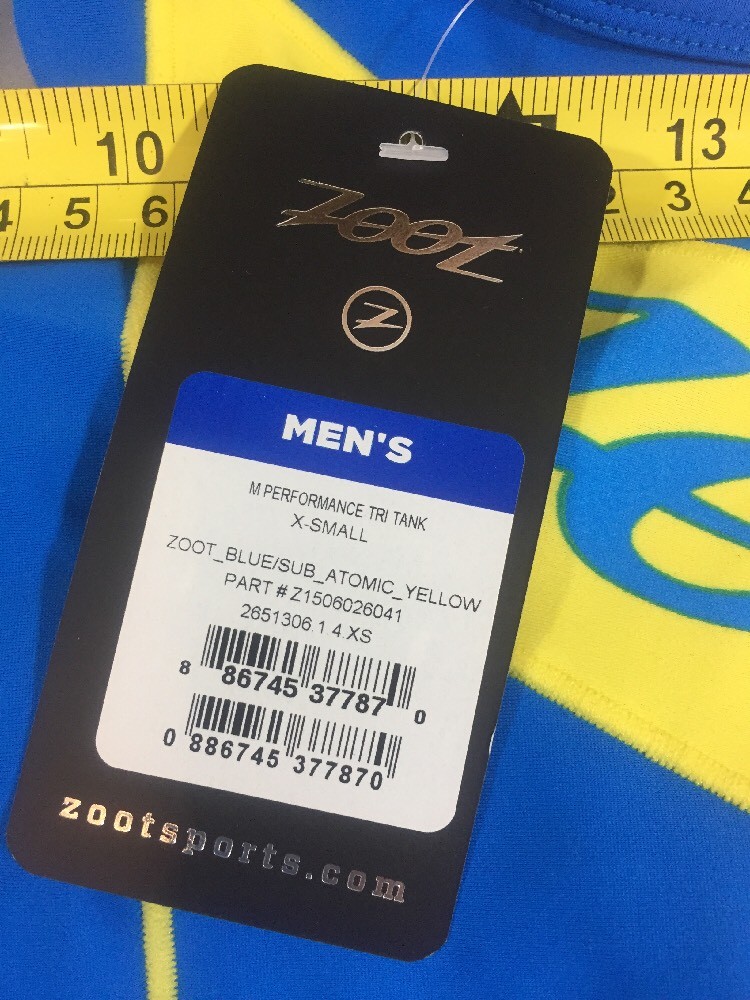 10 13
4 5 6 2 3 4
zoot
Z
MEN'S
M PERFORMANCE TRI TANK
X-SMALL
ZOOT_BLUE/SUB_ATOMIC_YELLOW
PART # Z1506026041
2651306.1.4.XS
8 86745 37787 0
0 886745 377870
zootsports.com